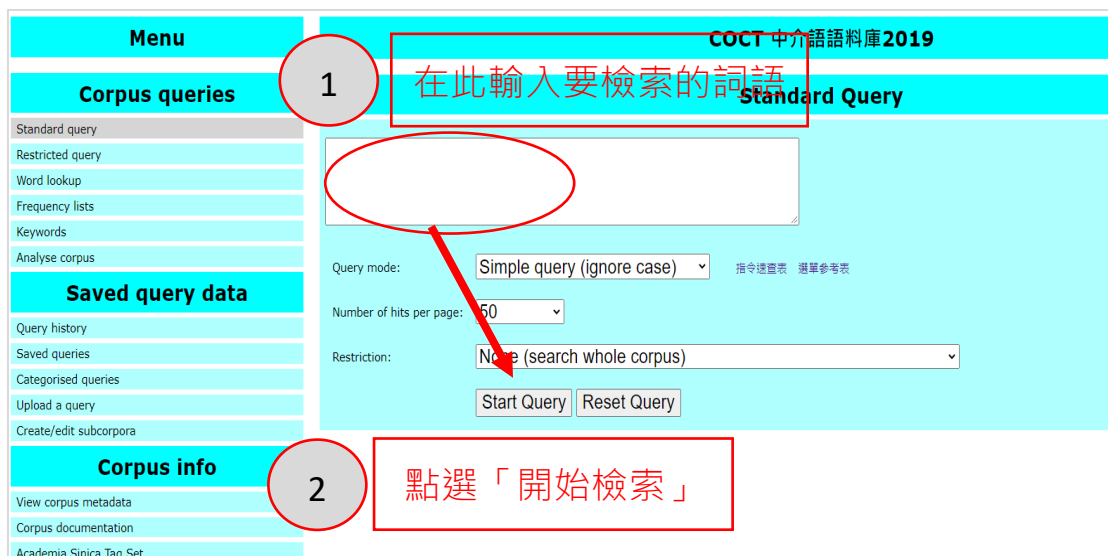 Menu
COCT 中介語語料庫2019
1
在此輸入要檢索的詞語
Corpus queries
Standard Query
Standard query
Restricted query
Word lookup
Frequency lists
Keywords
Analyse corpus
Query mode:
Simple query (ignore case)
指令速查表 選單參考表
Saved query data
Number of hits per page:
50
Query history
Saved queries
Restriction:
None (search whole corpus)
Categorised queries
Upload a query
Start Query Reset Query
Create/edit subcorpora
Corpus info
2
點選「開始檢索」
View corpus metadata
Corpus documentation
Academia Sinica Tag Set